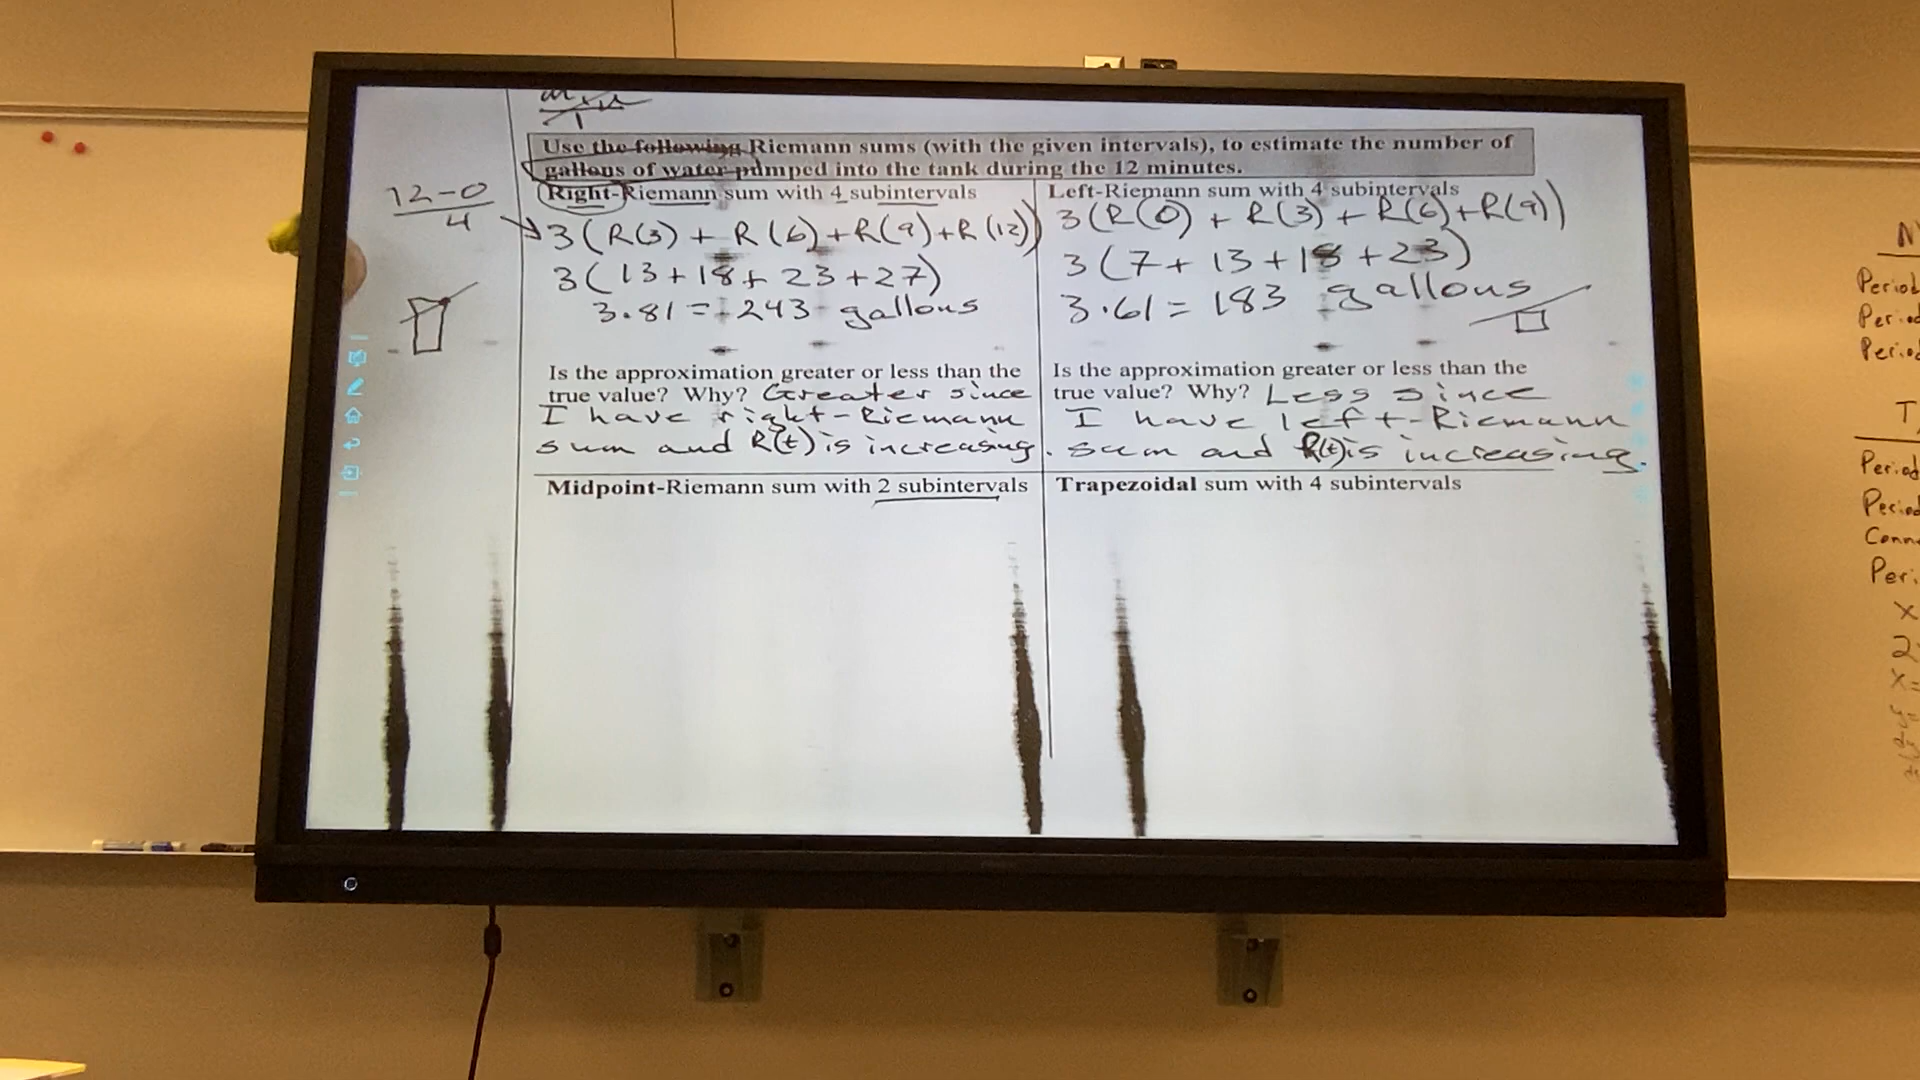 Use the following Riemann sums (with the given intervals), to estimate the number of
gallons of water pumped into the tank during the 12 minutes.
12-0
4
Right-Riemann sum with 4 subintervals
3(R(3) + R(6)+R(9)+R(12))
3(13+18+23+27)
3.81 = 243 gallons
Is the approximation greater or less than the
true value? Why? Greater since
I have right-Riemann
sum and R(t) is increasing.
Left-Riemann sum with 4 subintervals
3(R(0) + R(3) + R(6)+R(9))
3(7+13+18+23)
3.61 = 183 gallons
Is the approximation greater or less than the
true value? Why? Less since
I have left-Riemann
sum and R(t) is increasing.
Midpoint-Riemann sum with 2 subintervals
Trapezoidal sum with 4 subintervals